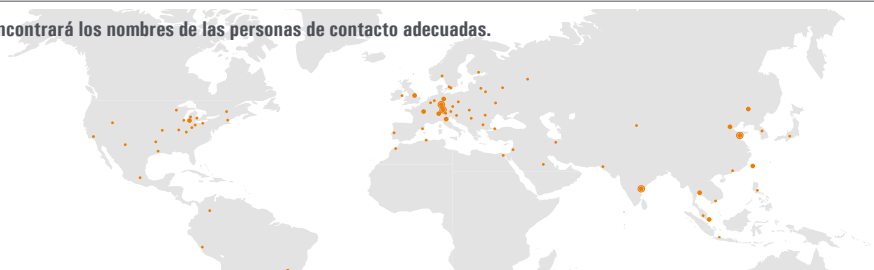 ncontrará los nombres de las personas de contacto adecuadas.